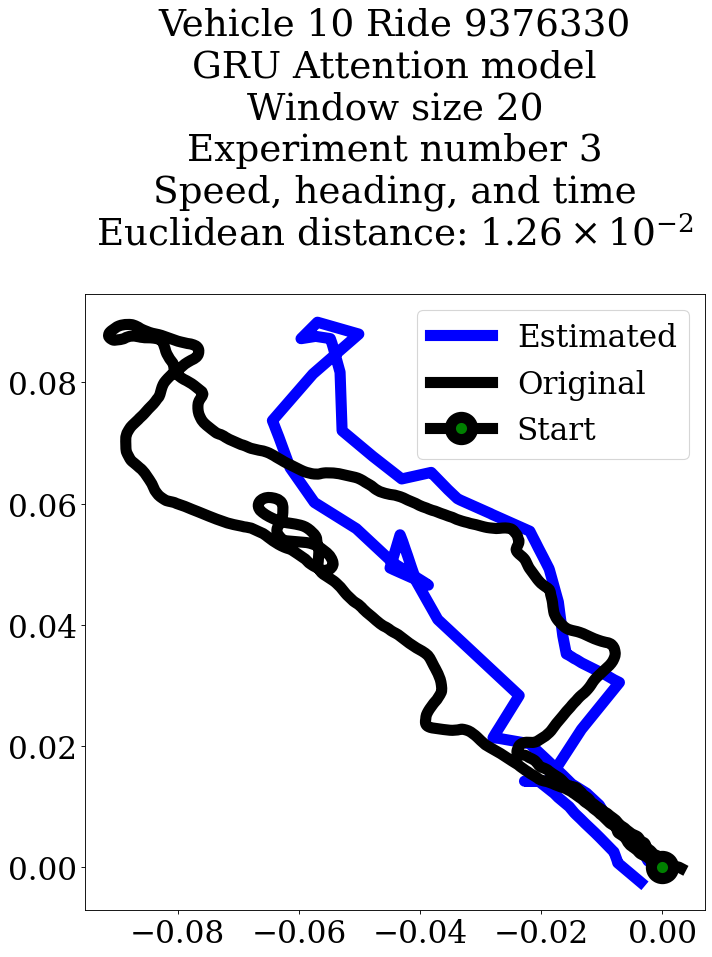 Vehicle 10 Ride 9376330
GRU Attention model
Window size 20
Experiment number 3
Speed, heading, and time
Euclidean distance: 1.26 × 10⁻²
Estimated
Original
Start
0.08
0.06
0.04
0.02
0.00
−0.08 −0.06 −0.04 −0.02 0.00